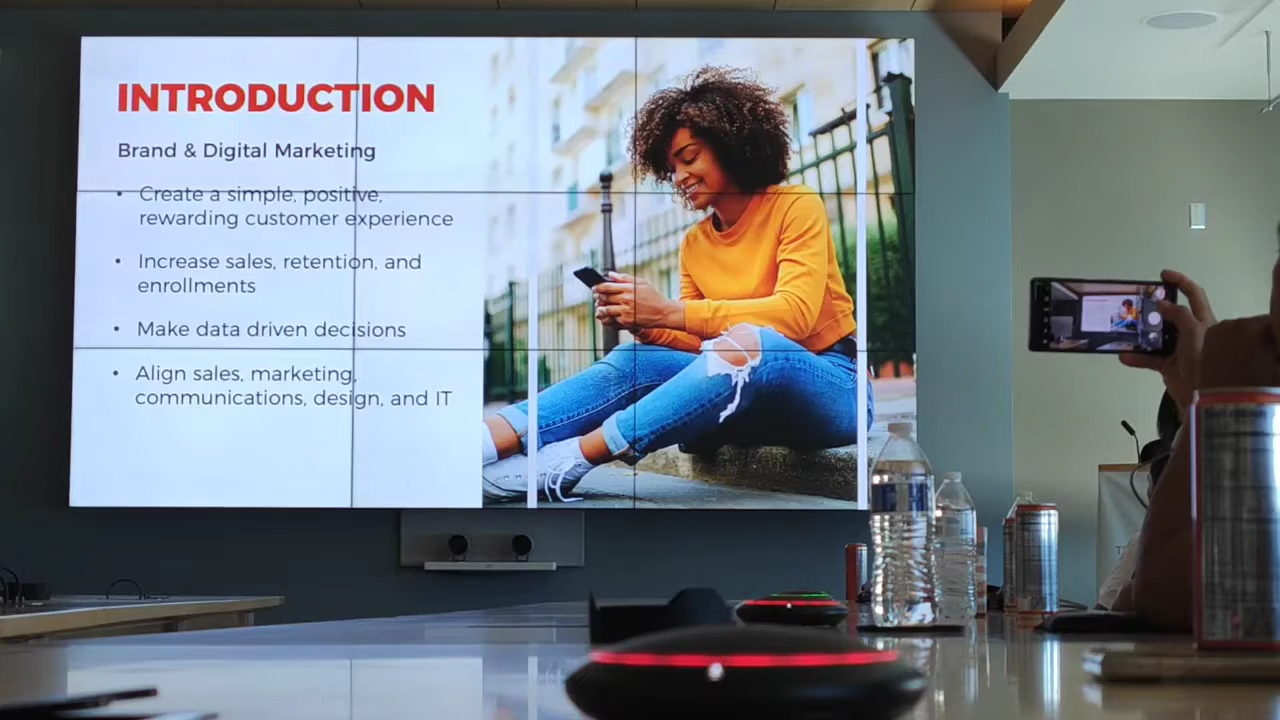 INTRODUCTION
Brand & Digital Marketing
• Create a simple, positive,
rewarding customer experience
• Increase sales, retention, and
enrollments
• Make data driven decisions
• Align sales, marketing,
communications, design, and IT